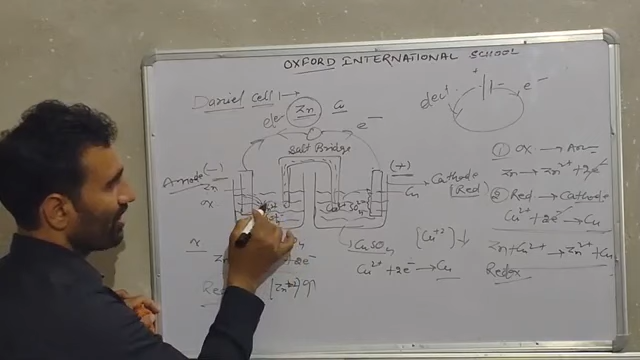 OXFORD INTERNATIONAL SCHOOL
Daniel Cell
Zn Cu
e⁻
Salt Bridge
Anode (-)
Zn
ox
(+)
Cathode
(Red)
Cu
CuSO₄
[Cu⁺²] ↓
Cu²⁺ + 2e⁻ → Cu
e⁻
① OX →
Zn → Zn²⁺ + 2e⁻
② Red → Cathode
Cu²⁺ + 2e⁻ → Cu
Zn + Cu²⁺ → Zn²⁺ + Cu
Redox